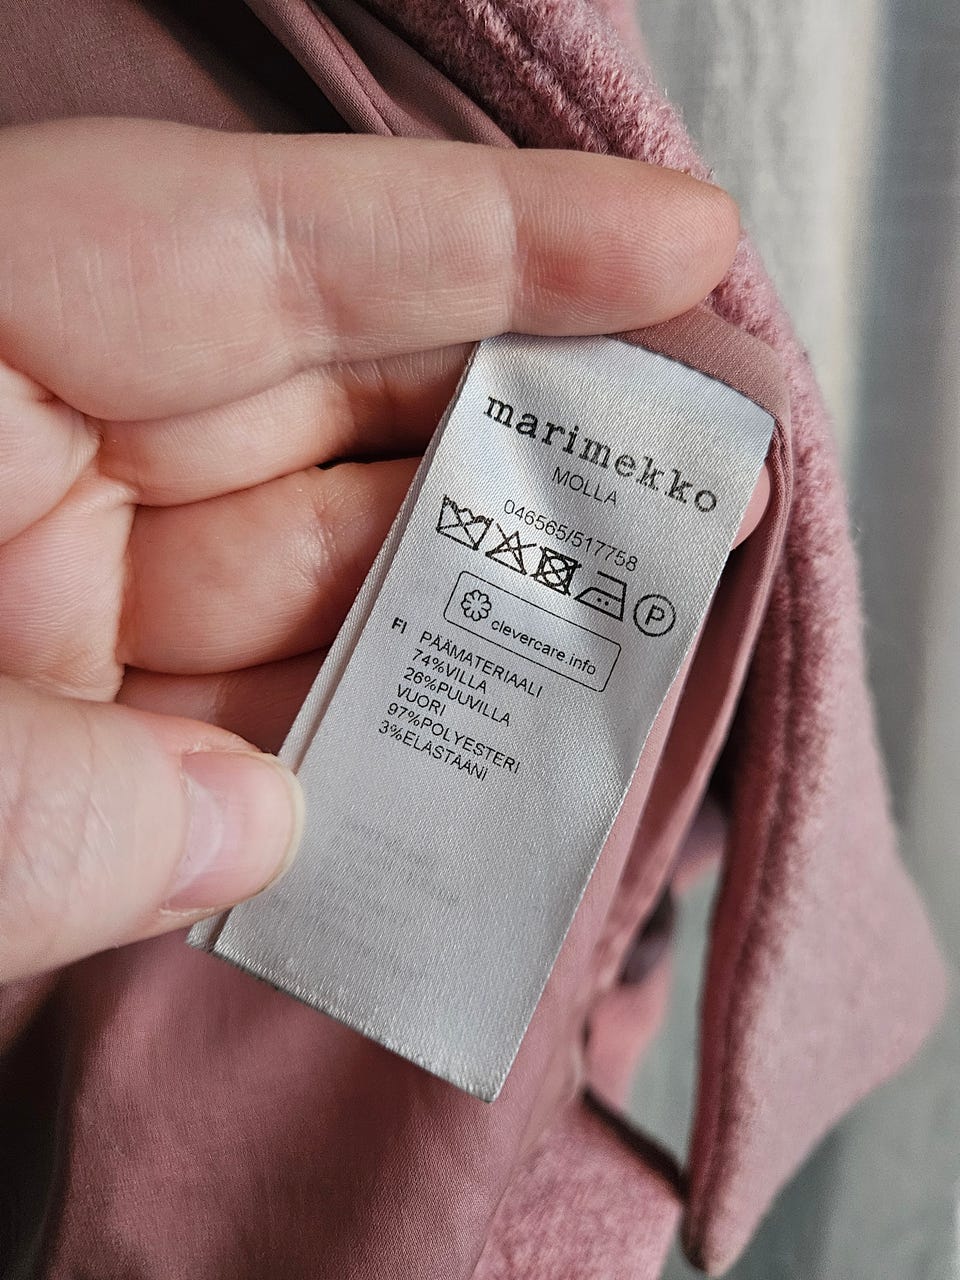 marimekko
MOLLA
046565/517758
P
clevercare.info
FI PÄÄMATERIAALI
74%VILLA
26%PUUVILLA
VUORI
97%POLYESTERI
3%ELASTAANI